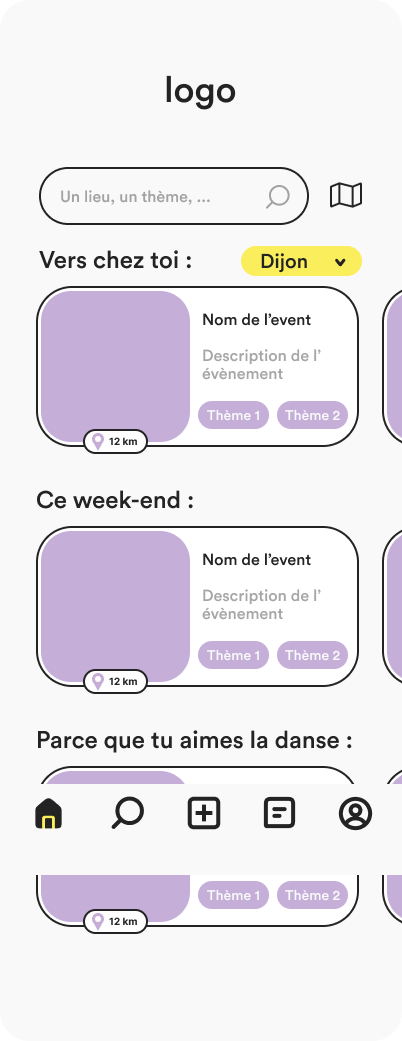 logo
Un lieu, un thème, ...
Vers chez toi :
Dijon
Nom de l'event
Description de l'
évènement
Thème 1
Thème 2
12 km
Ce week-end :
Nom de l'event
Description de l'
évènement
Thème 1
Thème 2
12 km
Parce que tu aimes la danse :
Thème 1
Thème 2
12 km